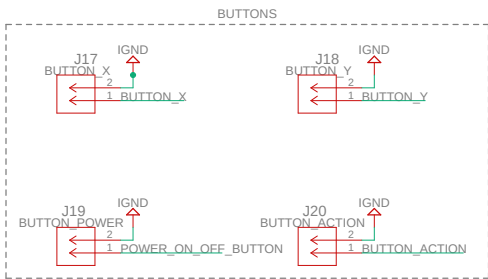 BUTTONS
J17
BUTTON_X
IGND
2
1
BUTTON_X
J18
BUTTON_Y
IGND
2
1
BUTTON_Y
J19
BUTTON_POWER
IGND
2
1
POWER_ON_OFF_BUTTON
J20
BUTTON_ACTION
IGND
2
1
BUTTON_ACTION